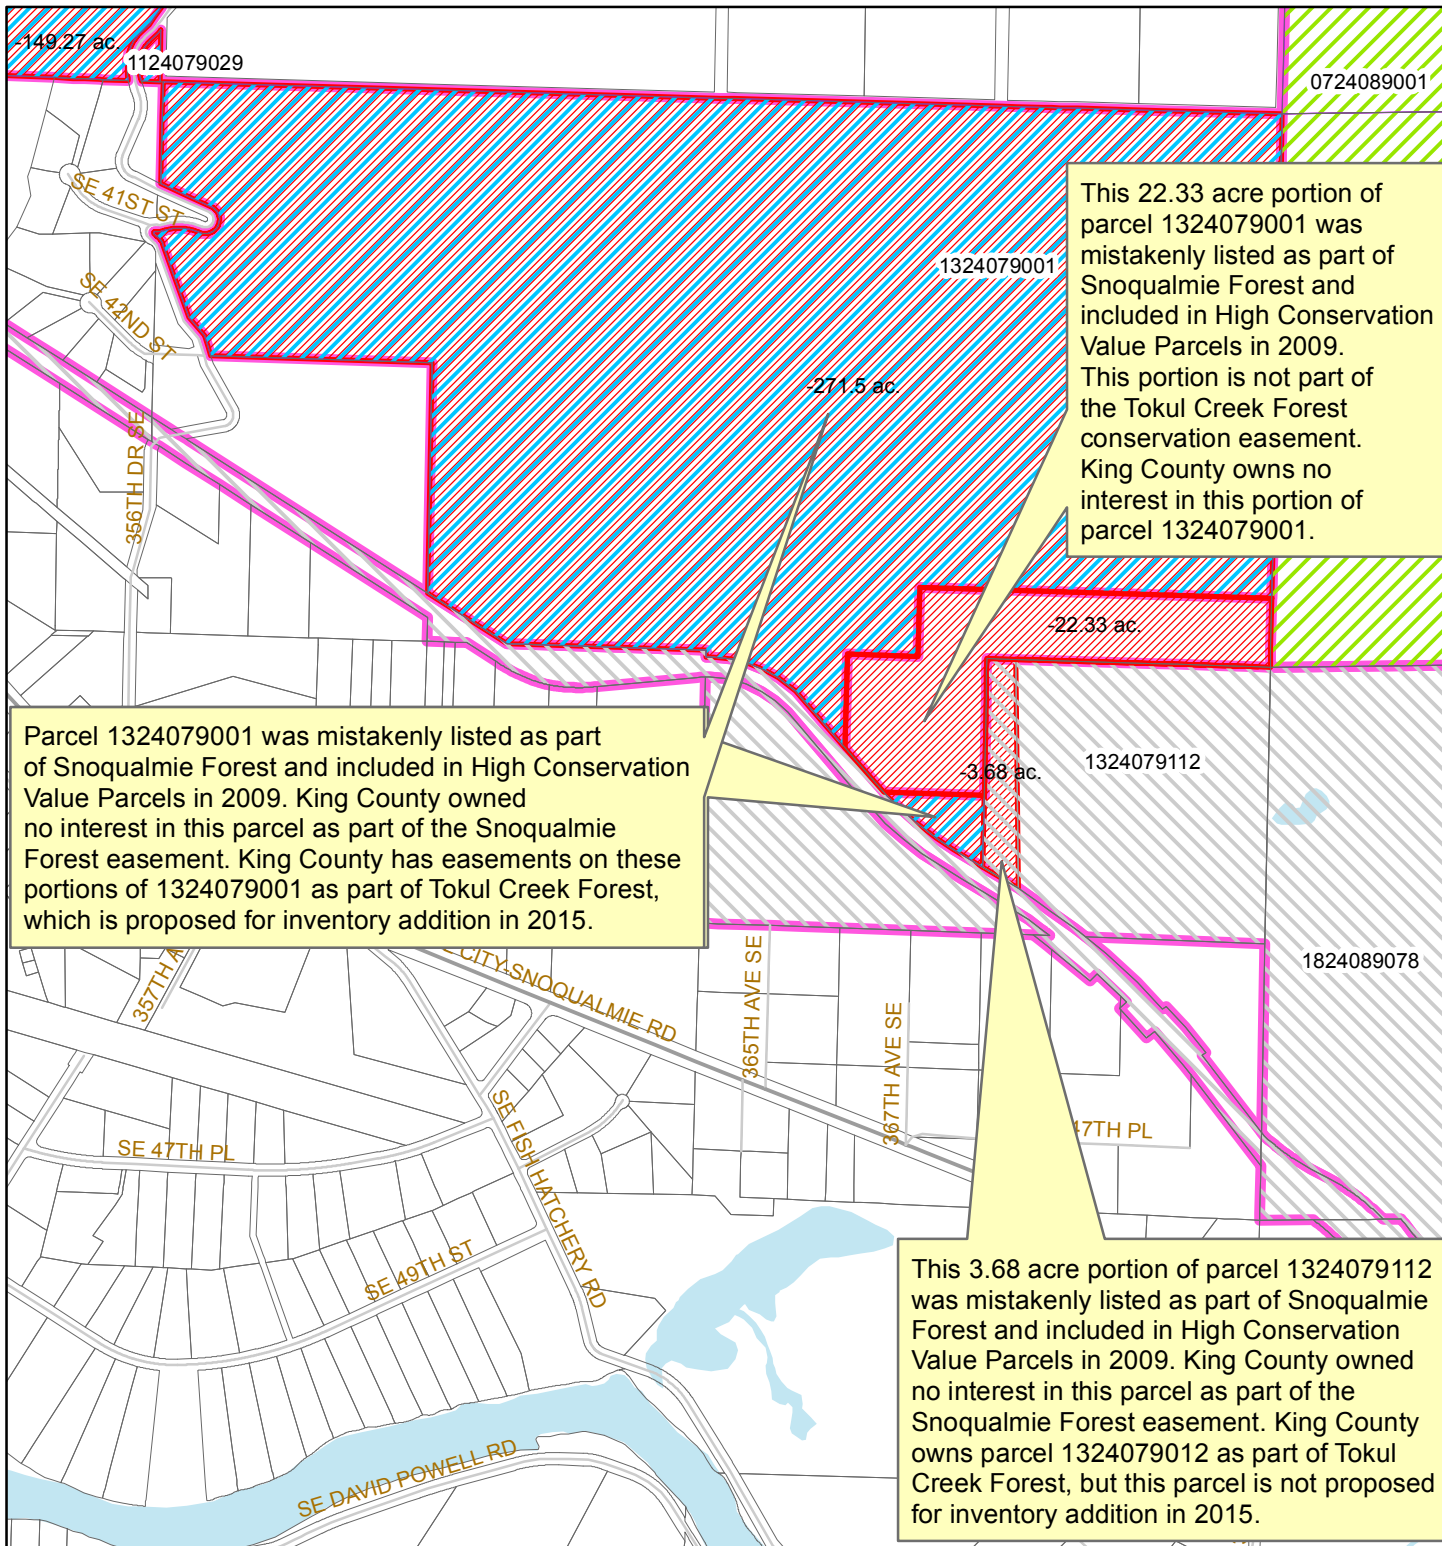 -149.27 ac.
1124079029
0724089001
SE 41ST ST
1324079001
This 22.33 acre portion of
parcel 1324079001 was
mistakenly listed as part of
Snoqualmie Forest and
included in High Conservation
Value Parcels in 2009.
This portion is not part of
the Tokul Creek Forest
conservation easement.
King County owns no
interest in this portion of
parcel 1324079001.
SE 42ND ST
-271.5 ac.
356TH DR SE
-22.33 ac.
Parcel 1324079001 was mistakenly listed as part
of Snoqualmie Forest and included in High Conservation
Value Parcels in 2009. King County owned
no interest in this parcel as part of the Snoqualmie
Forest easement. King County has easements on these
portions of 1324079001 as part of Tokul Creek Forest,
which is proposed for inventory addition in 2015.
-3.68 ac.
1324079112
1824089078
357TH A
CITY-SNOQUALMIE RD
365TH AVE SE
367TH AVE SE
47TH PL
SE 47TH PL
SE FISH HATCHERY RD
SE 49TH ST
SE DAVID POWELL RD
This 3.68 acre portion of parcel 1324079112
was mistakenly listed as part of Snoqualmie
Forest and included in High Conservation
Value Parcels in 2009. King County owned
no interest in this parcel as part of the
Snoqualmie Forest easement. King County
owns parcel 1324079012 as part of Tokul
Creek Forest, but this parcel is not proposed
for inventory addition in 2015.